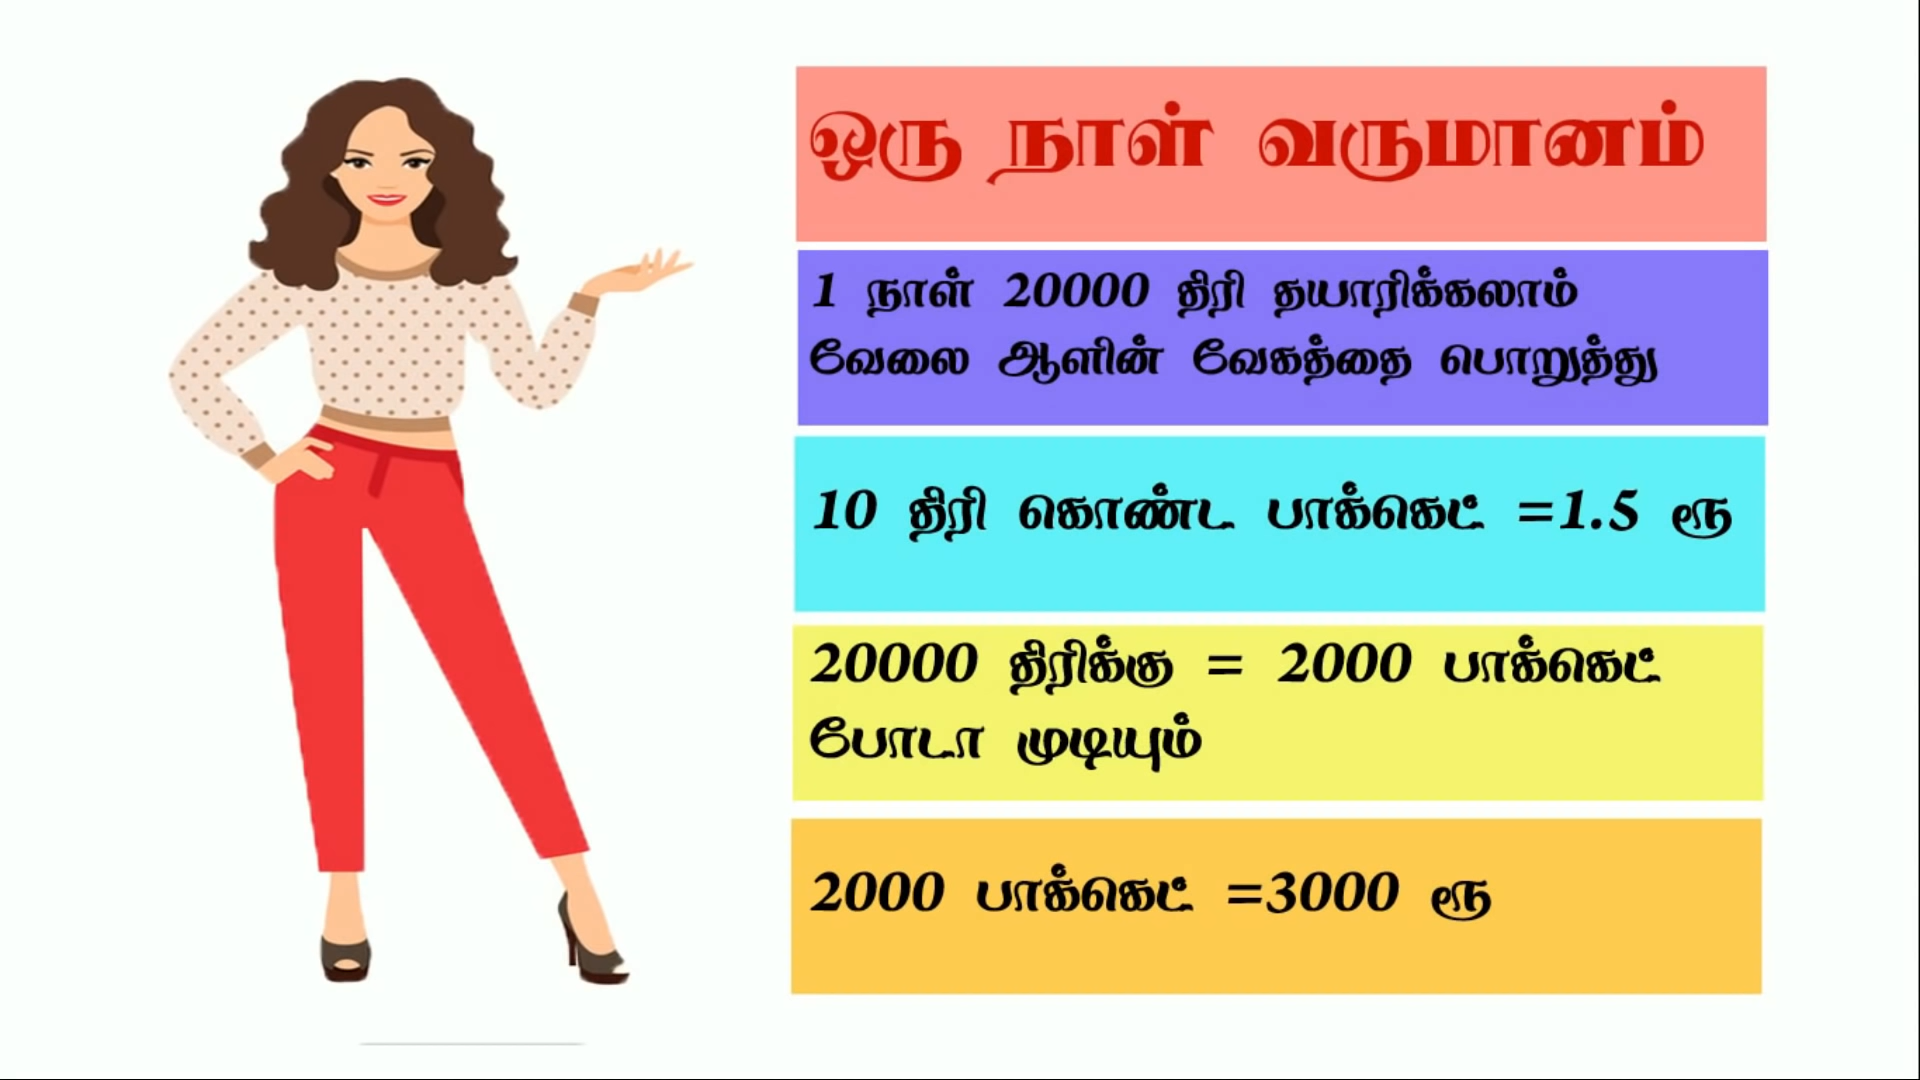 ஒரு நாள் வருமானம்
1 நாள் 20000 திரி தயாரிக்கலாம்
வேலை ஆளின் வேகத்தை பொறுத்து
10 திரி கொண்ட பாக்கெட் =1.5 ரூ
20000 திரிக்கு = 2000 பாக்கெட்
போடா முடியும்
2000 பாக்கெட் =3000 ரூ